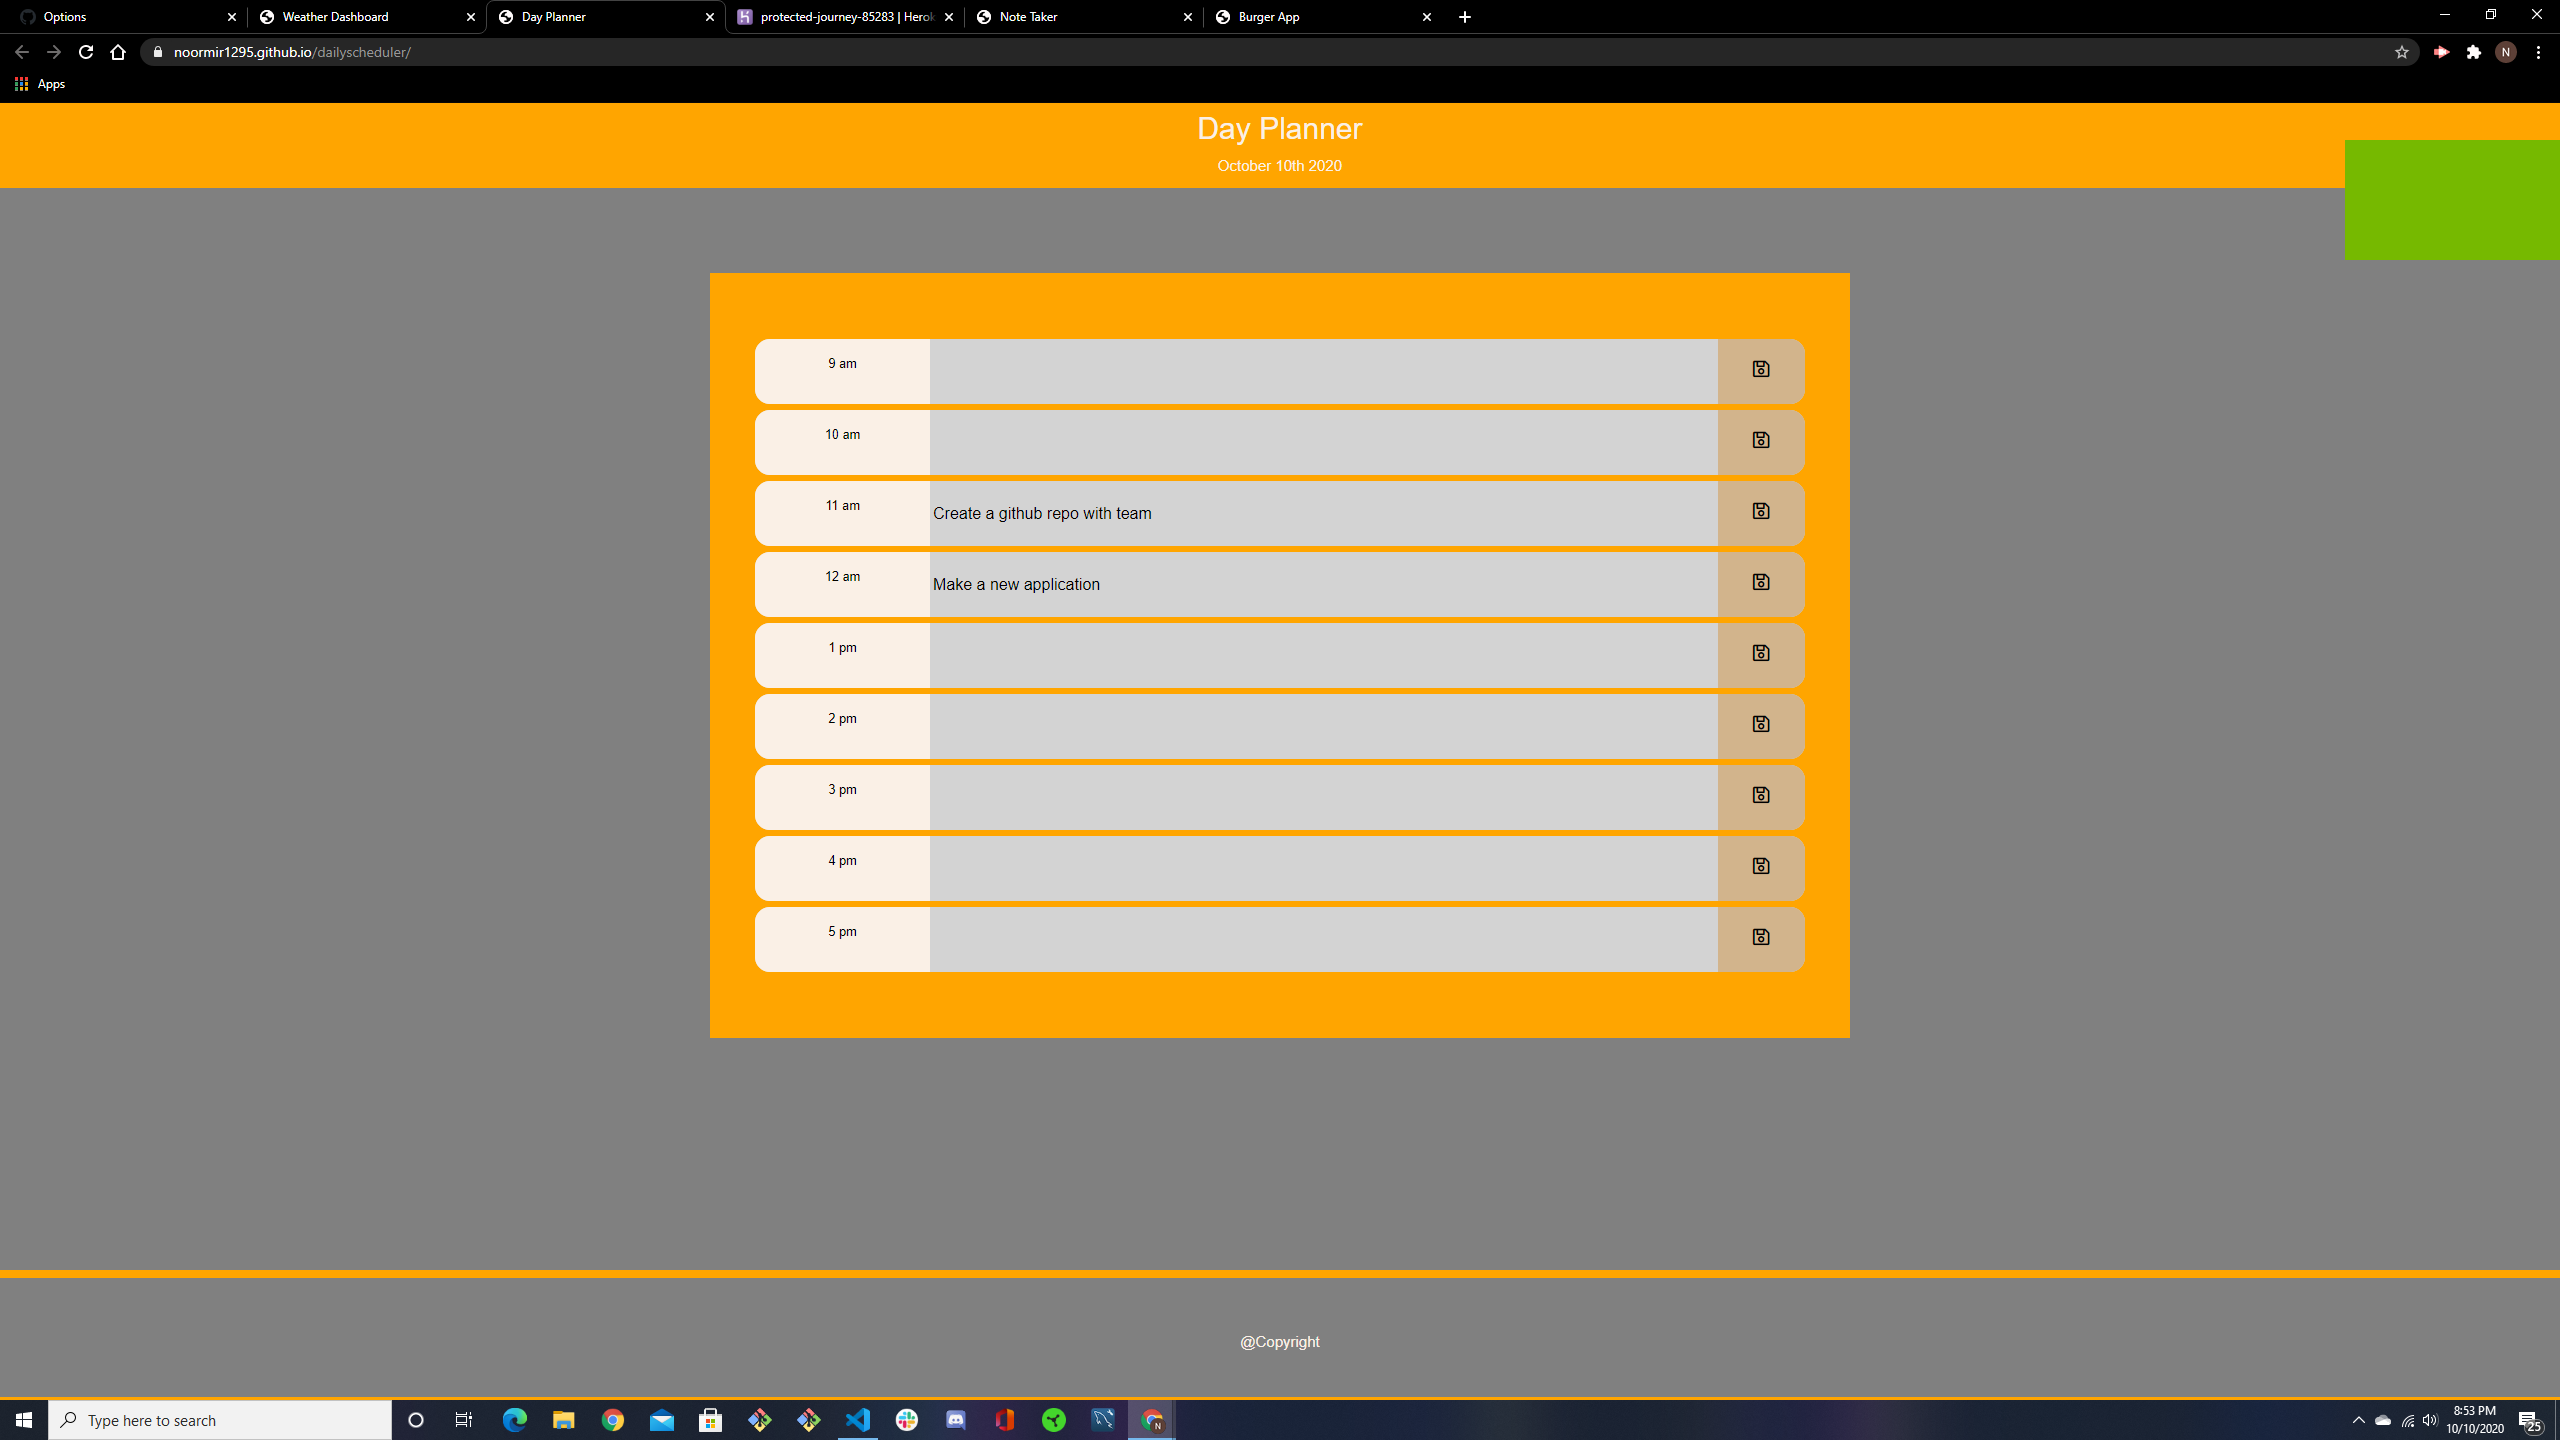 Options
Weather Dashboard
Day Planner
protected-journey-85283 | Herok
Note Taker
Burger App
noormir1295.github.io/dailyscheduler/
N
Apps
Day Planner
October 10th 2020
9 am
10 am
11 am
Create a github repo with team
12 am
Make a new application
1 pm
2 pm
3 pm
4 pm
5 pm
@Copyright
Type here to search
N
8:53 PM
10/10/2020
25